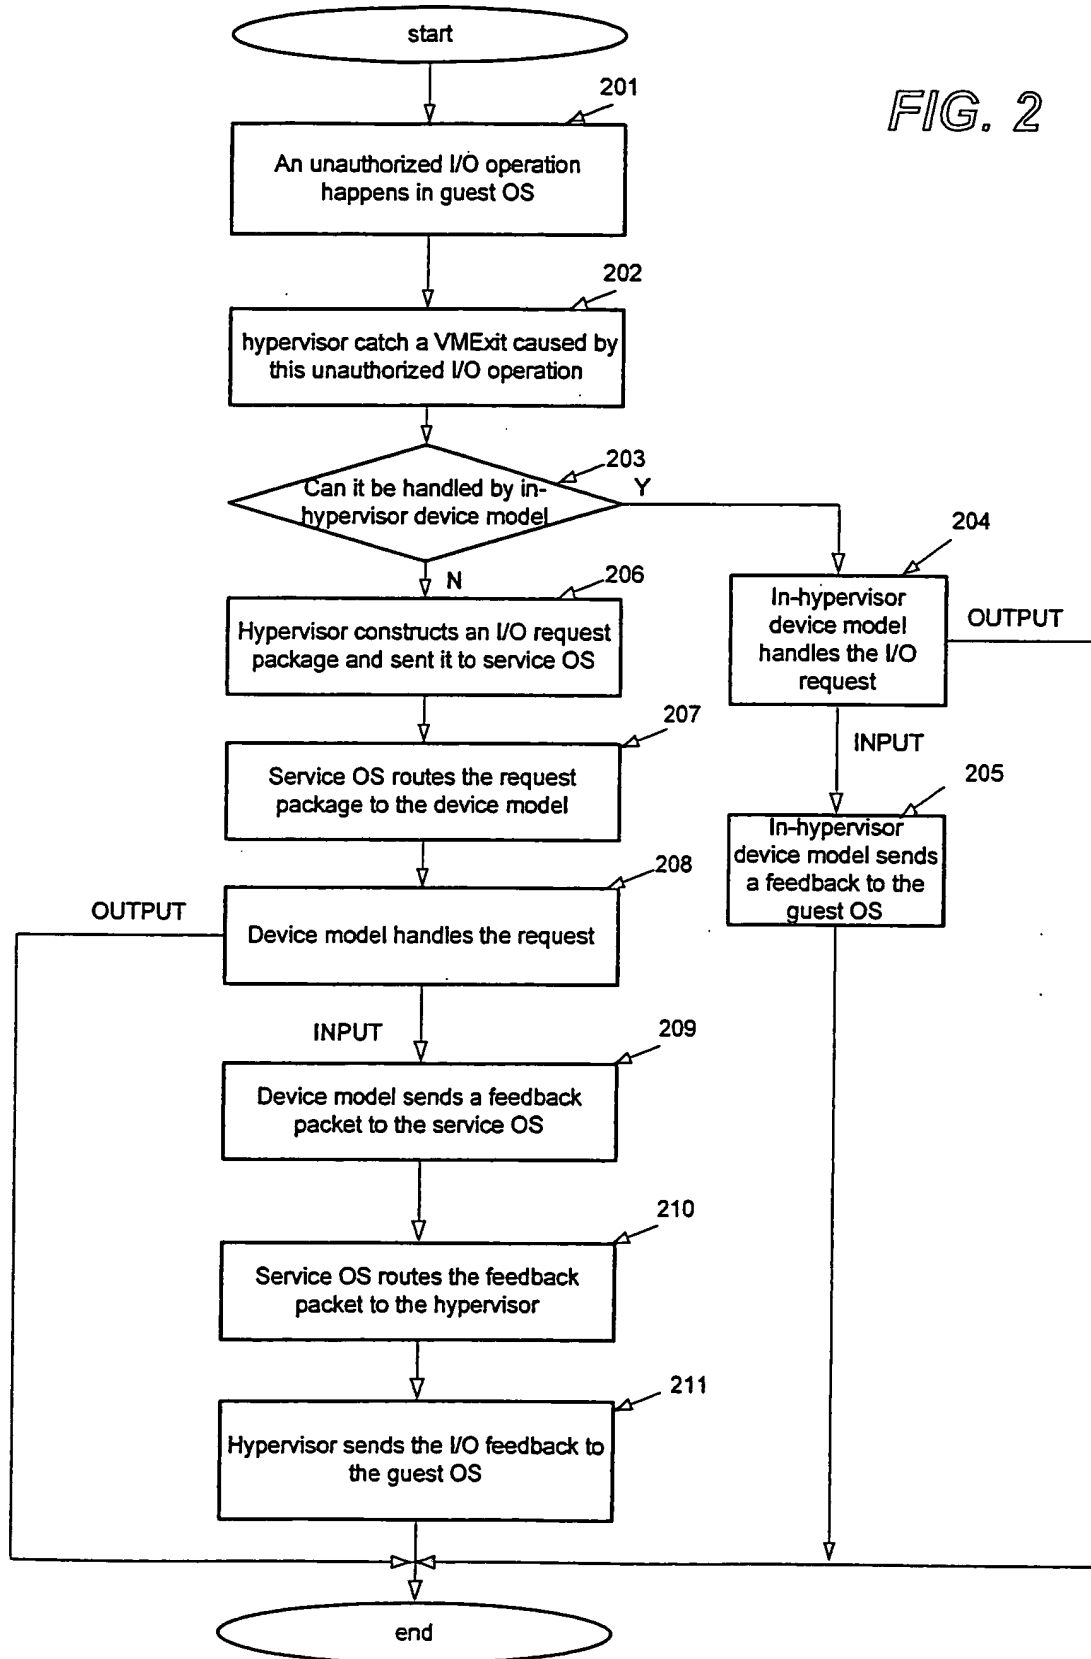 start
FIG. 2
201
An unauthorized I/O operation
happens in guest OS
202
hypervisor catch a VMExit caused by
this unauthorized I/O operation
203
Can it be handled by in-
hypervisor device model
Y
N
204
In-hypervisor
device model
handles the I/O
request
OUTPUT
206
Hypervisor constructs an I/O request
package and sent it to service OS
INPUT
207
Service OS routes the request
package to the device model
205
In-hypervisor
device model sends
a feedback to the
guest OS
208
OUTPUT
Device model handles the request
INPUT
209
Device model sends a feedback
packet to the service OS
210
Service OS routes the feedback
packet to the hypervisor
211
Hypervisor sends the I/O feedback to
the guest OS
end